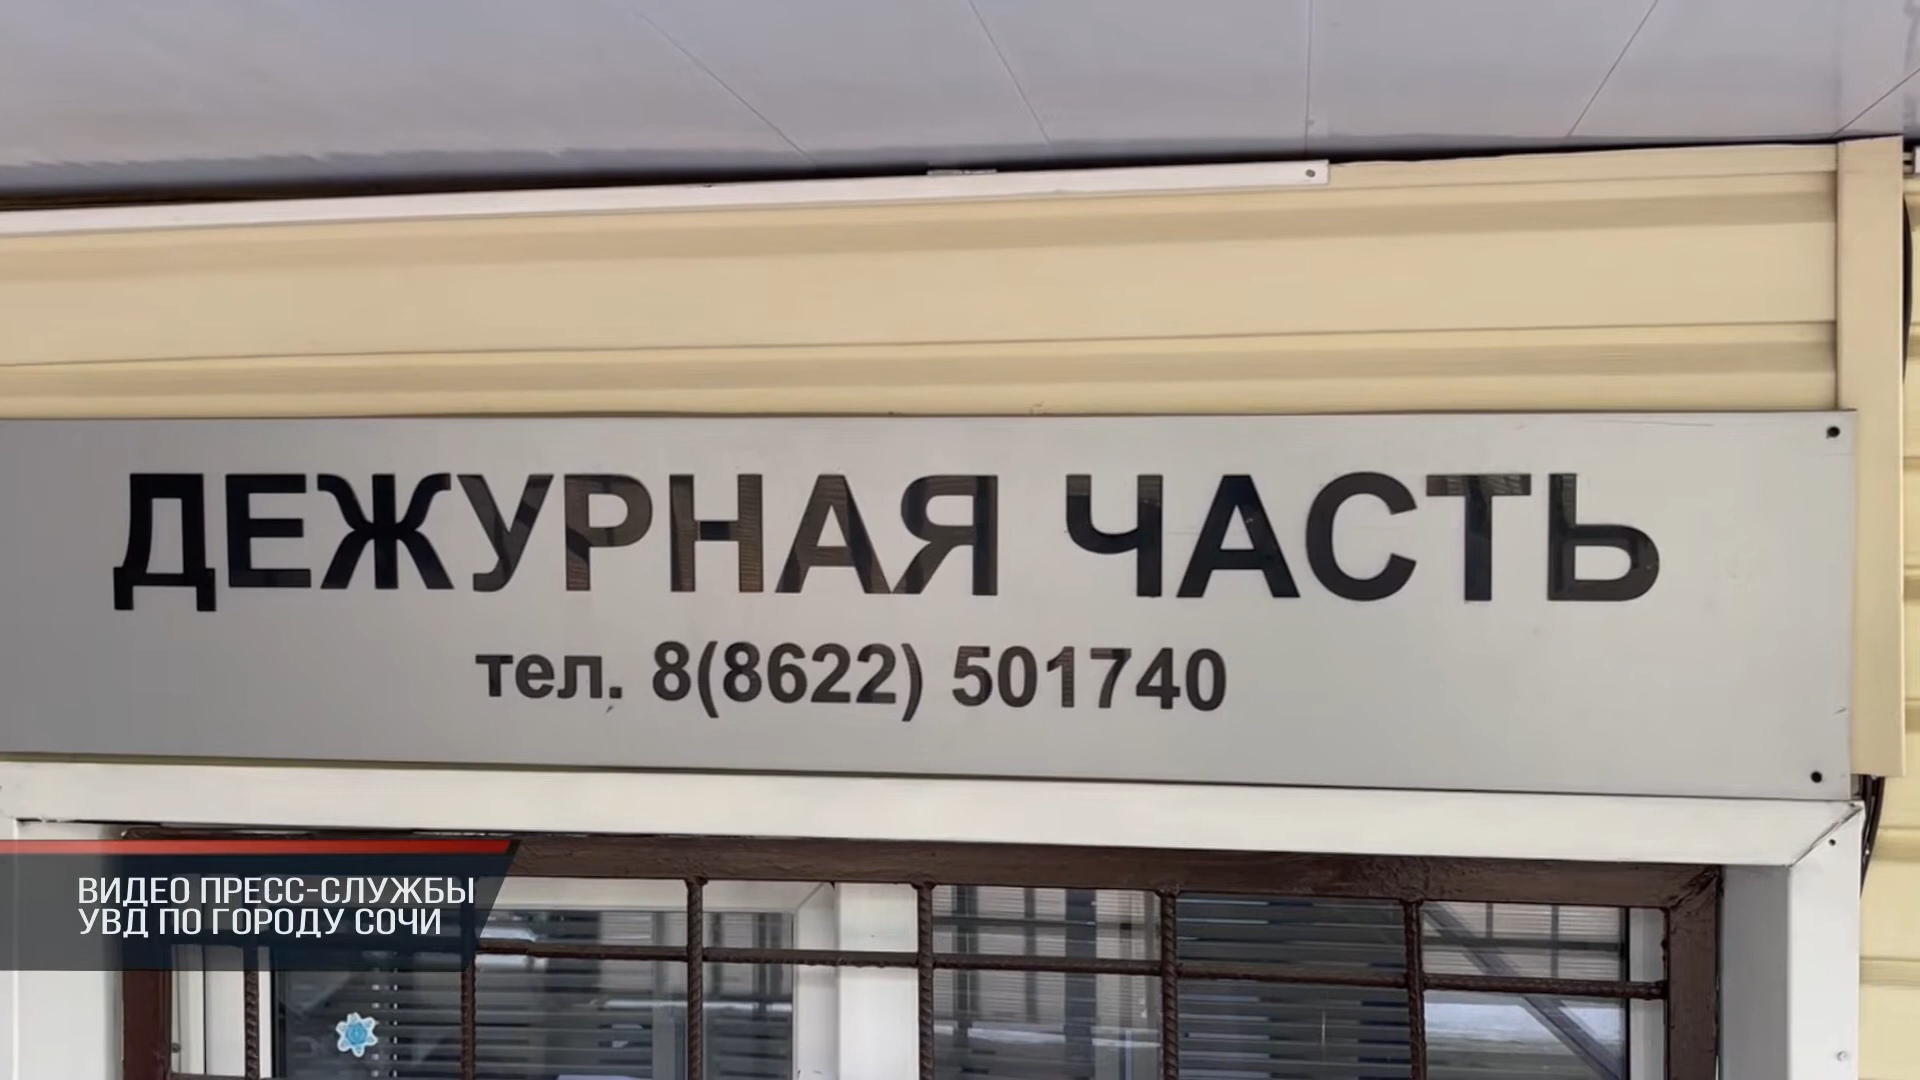 ДЕЖУРНАЯ ЧАСТЬ
тел. 8(8622) 501740
ВИДЕО ПРЕСС-СЛУЖБЫ
УВД ПО ГОРОДУ СОЧИ